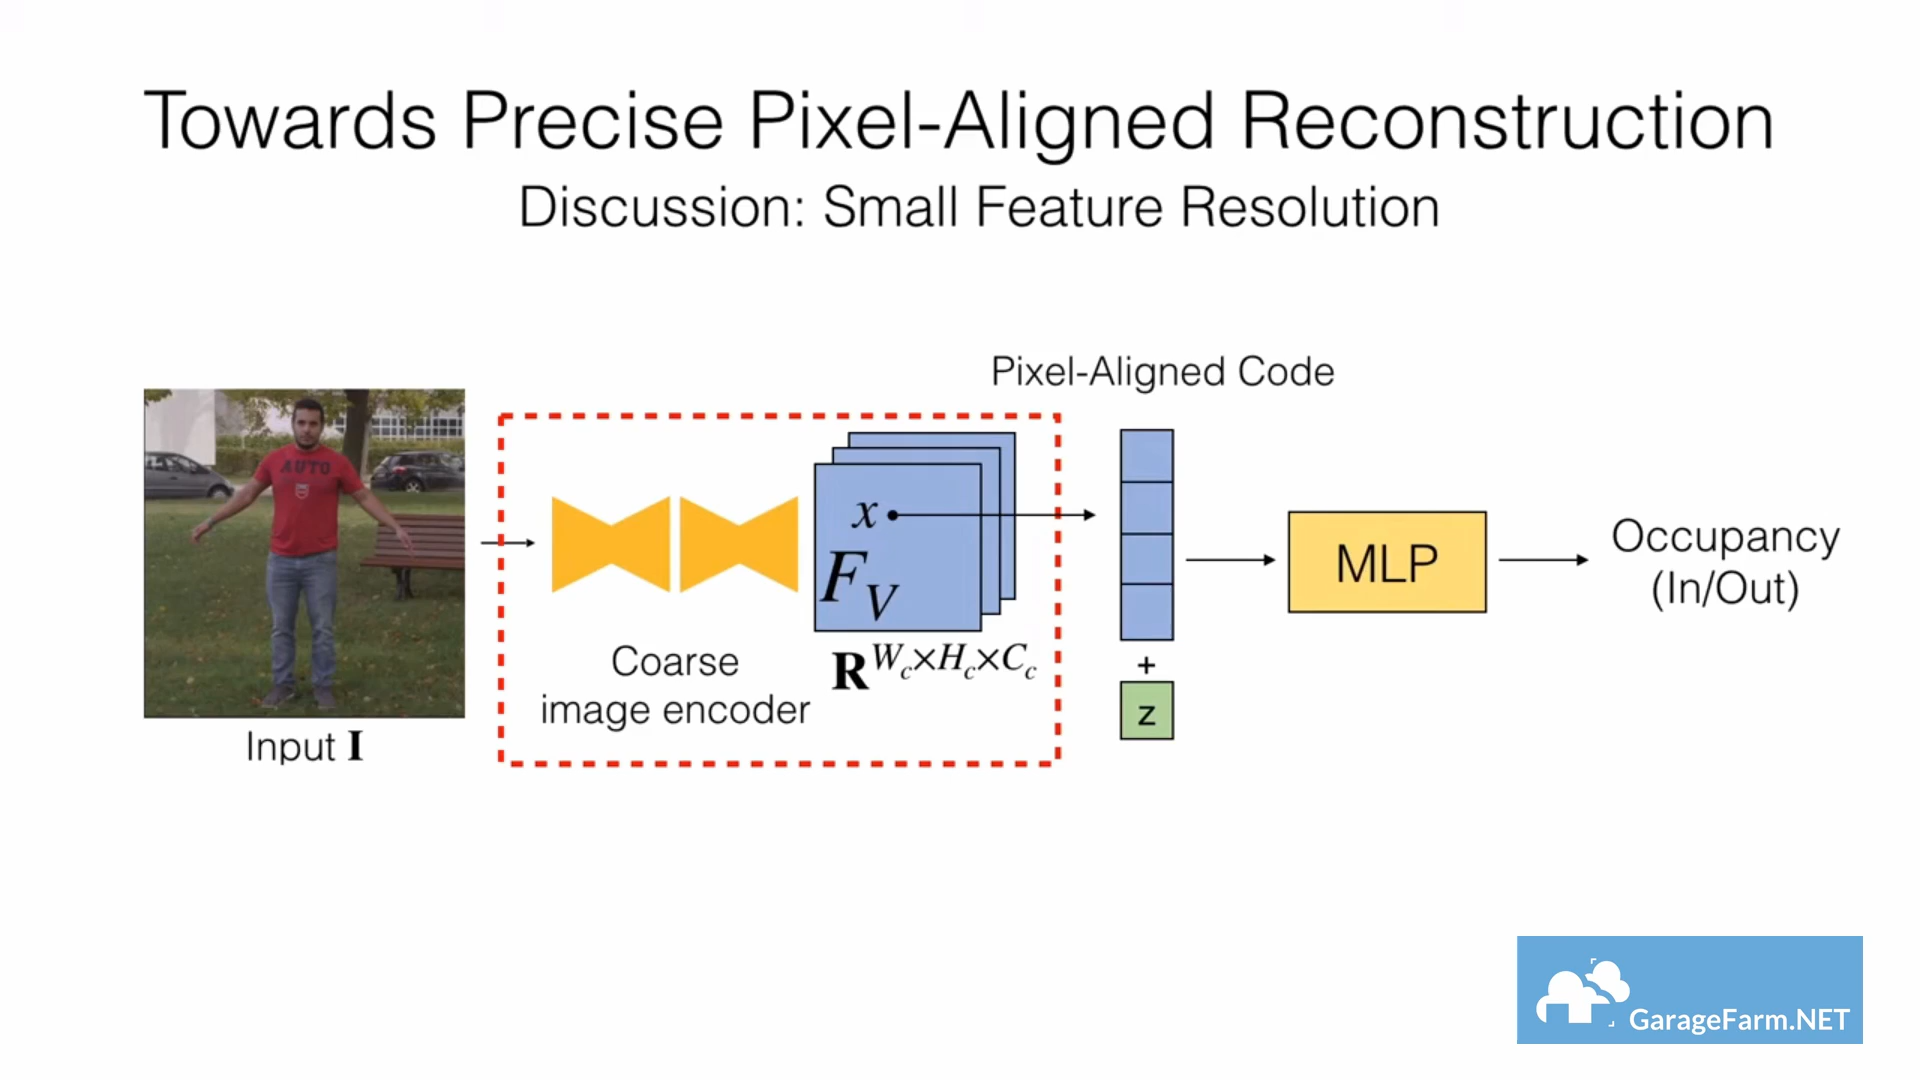 Towards Precise Pixel-Aligned Reconstruction
Discussion: Small Feature Resolution
Pixel-Aligned Code
AUTO
x
F_V
R^{W_c×H_c×C_c}
Coarse
image encoder
Input I
+
z
MLP
Occupancy
(In/Out)
GarageFarm.NET